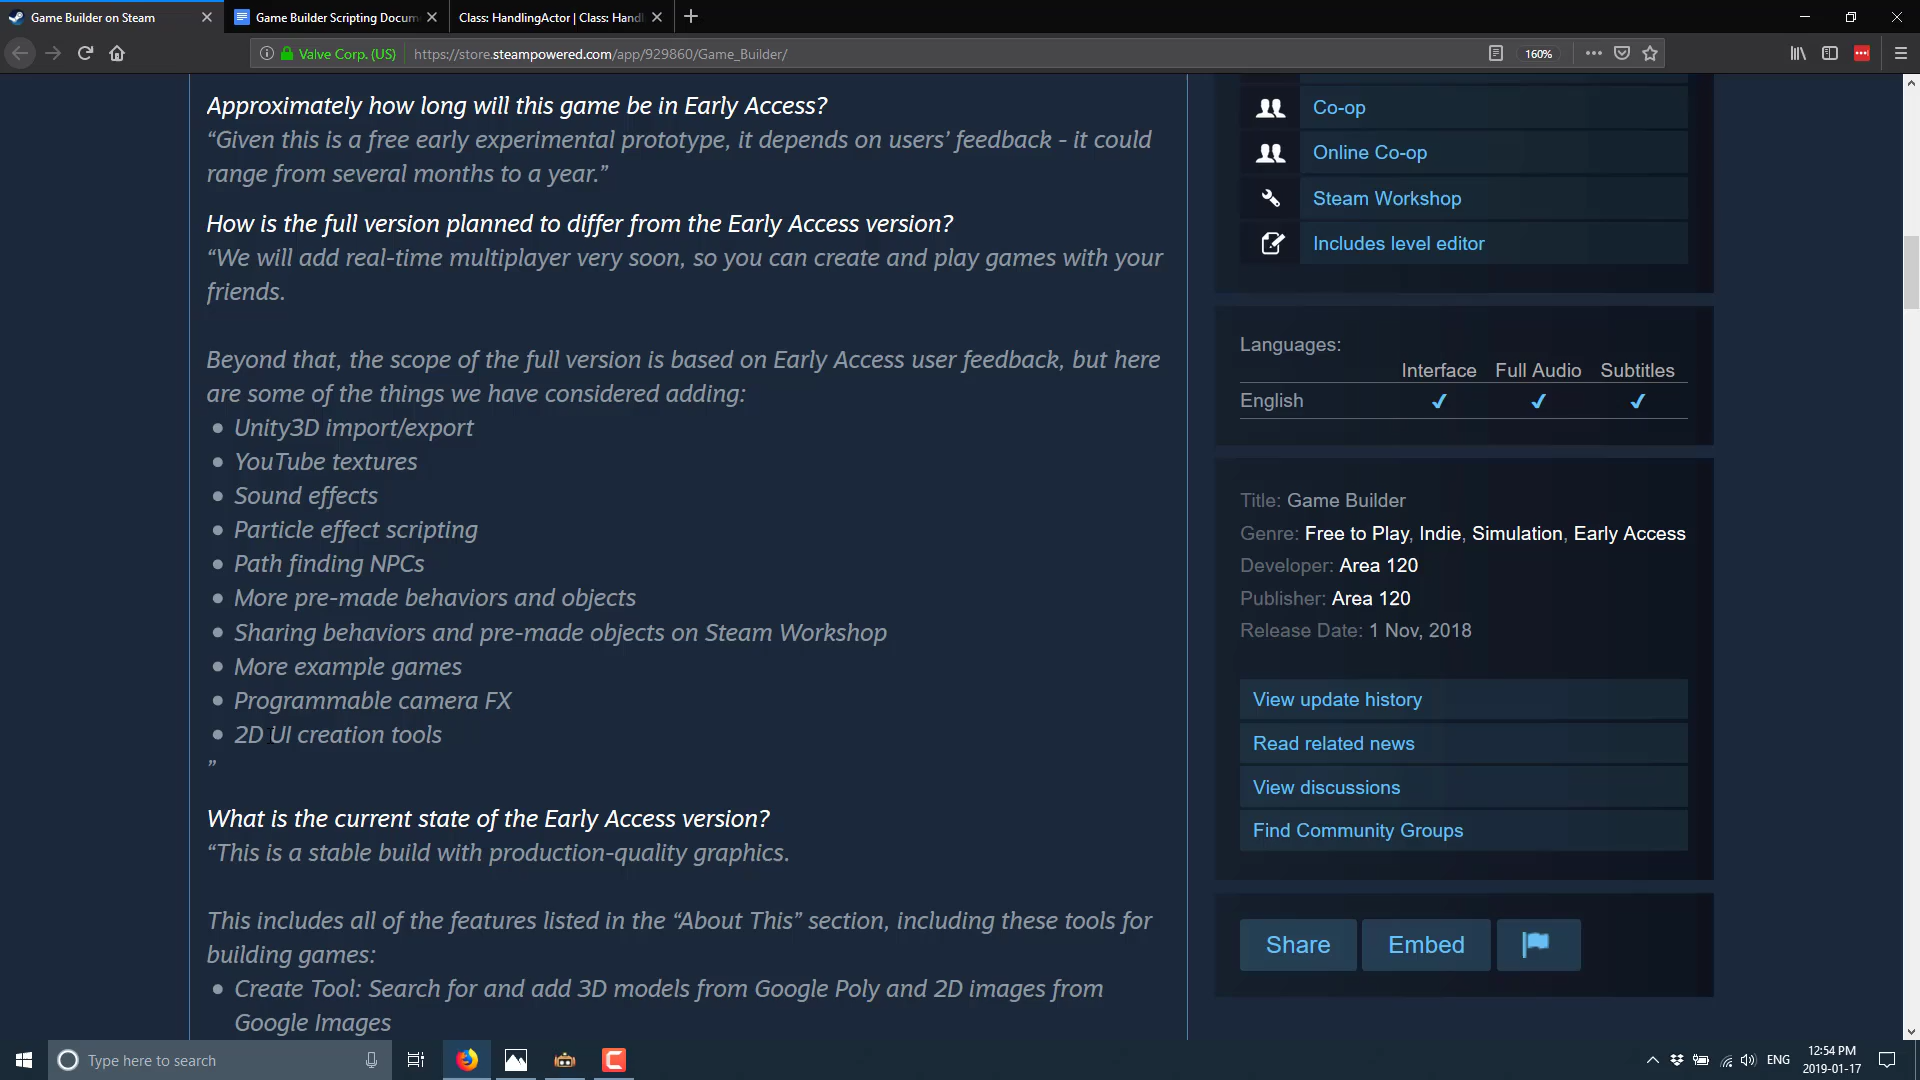 Game Builder on Steam
Game Builder Scripting Docum
Class: HandlingActor | Class: Handl
Valve Corp. (US)
https://store.steampowered.com/app/929860/Game_Builder/
160%
Approximately how long will this game be in Early Access?
“Given this is a free early experimental prototype, it depends on users’ feedback - it could
range from several months to a year.”
How is the full version planned to differ from the Early Access version?
“We will add real-time multiplayer very soon, so you can create and play games with your
friends.
Beyond that, the scope of the full version is based on Early Access user feedback, but here
are some of the things we have considered adding:
• Unity3D import/export
• YouTube textures
• Sound effects
• Particle effect scripting
• Path finding NPCs
• More pre-made behaviors and objects
• Sharing behaviors and pre-made objects on Steam Workshop
• More example games
• Programmable camera FX
• 2D UI creation tools
”
What is the current state of the Early Access version?
“This is a stable build with production-quality graphics.
This includes all of the features listed in the “About This” section, including these tools for
building games:
• Create Tool: Search for and add 3D models from Google Poly and 2D images from
Google Images
Co-op
Online Co-op
Steam Workshop
Includes level editor
Languages:
Interface Full Audio Subtitles
English ✓ ✓ ✓
Title: Game Builder
Genre: Free to Play, Indie, Simulation, Early Access
Developer: Area 120
Publisher: Area 120
Release Date: 1 Nov, 2018
View update history
Read related news
View discussions
Find Community Groups
Share Embed
Type here to search
ENG
12:54 PM
2019-01-17